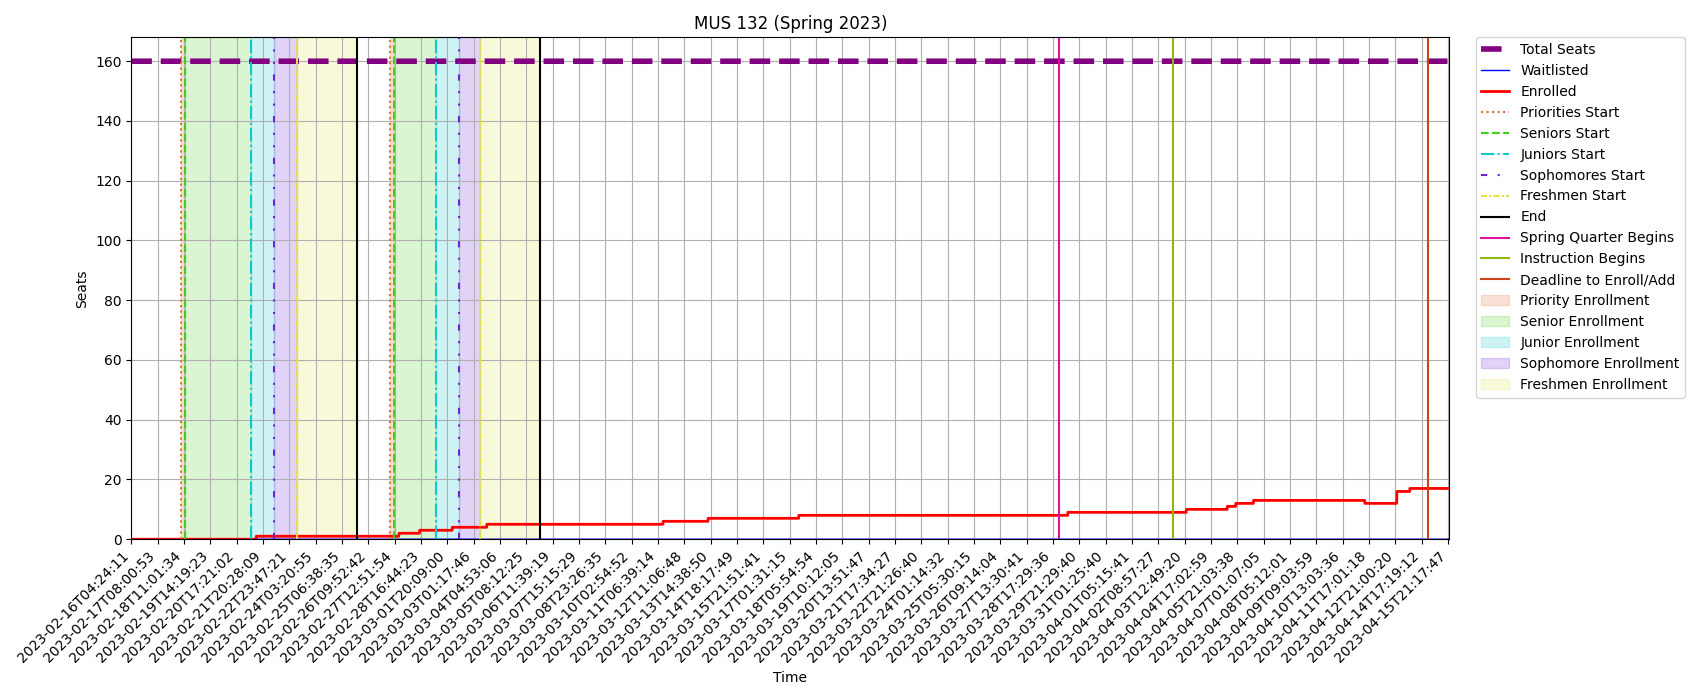 MUS 132 (Spring 2023)
Seats
160
140
120
100
80
60
40
20
0
2023-02-16T04:24:11
2023-02-17T08:00:53
2023-02-18T11:01:34
2023-02-19T14:19:23
2023-02-20T17:21:02
2023-02-21T20:28:09
2023-02-22T23:47:21
2023-02-24T03:20:55
2023-02-25T06:38:35
2023-02-26T09:52:42
2023-02-27T12:51:54
2023-02-28T16:44:23
2023-03-01T20:09:00
2023-03-03T01:17:46
2023-03-04T04:53:06
2023-03-05T08:12:25
2023-03-06T11:39:19
2023-03-07T15:15:29
2023-03-08T23:26:35
2023-03-10T02:54:52
2023-03-11T06:39:14
2023-03-12T11:06:48
2023-03-13T14:38:50
2023-03-14T18:17:49
2023-03-15T21:51:41
2023-03-17T01:31:15
2023-03-18T05:54:54
2023-03-19T10:12:05
2023-03-20T13:51:47
2023-03-21T17:34:27
2023-03-22T21:26:40
2023-03-24T01:14:32
2023-03-25T05:30:15
2023-03-26T09:14:04
2023-03-27T13:30:41
2023-03-28T17:29:36
2023-03-29T21:29:40
2023-03-31T01:25:40
2023-04-01T05:15:41
2023-04-02T08:57:27
2023-04-03T12:49:20
2023-04-04T17:02:59
2023-04-05T21:03:38
2023-04-07T01:07:05
2023-04-08T05:12:01
2023-04-09T09:03:59
2023-04-10T13:03:36
2023-04-11T17:01:18
2023-04-12T21:00:20
2023-04-14T17:19:12
2023-04-15T21:17:47
Time
Total Seats
Waitlisted
Enrolled
Priorities Start
Seniors Start
Juniors Start
Sophomores Start
Freshmen Start
End
Spring Quarter Begins
Instruction Begins
Deadline to Enroll/Add
Priority Enrollment
Senior Enrollment
Junior Enrollment
Sophomore Enrollment
Freshmen Enrollment